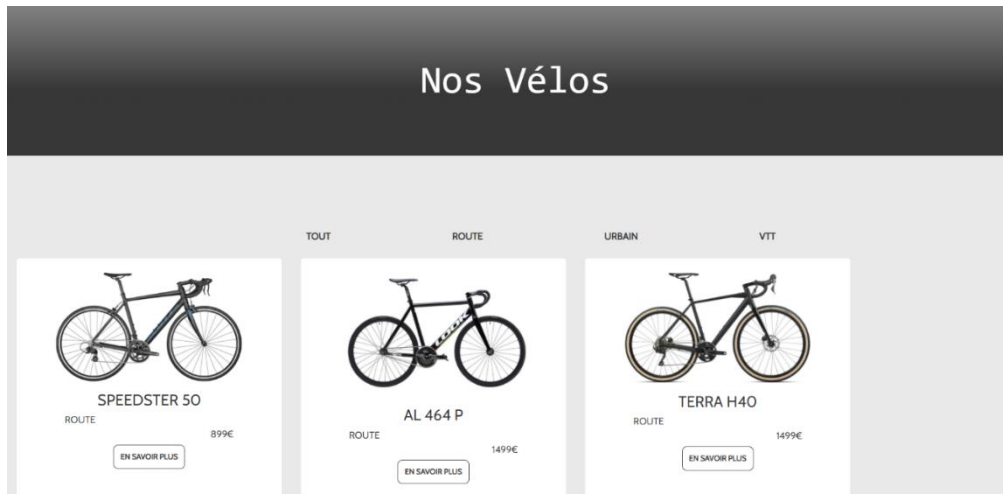 Nos Vélos
TOUT ROUTE URBAIN VTT
LOOK
SPEEDSTER 50
ROUTE
899€
EN SAVOIR PLUS
AL 464 P
ROUTE
1499€
EN SAVOIR PLUS
TERRA H40
ROUTE
1499€
EN SAVOIR PLUS